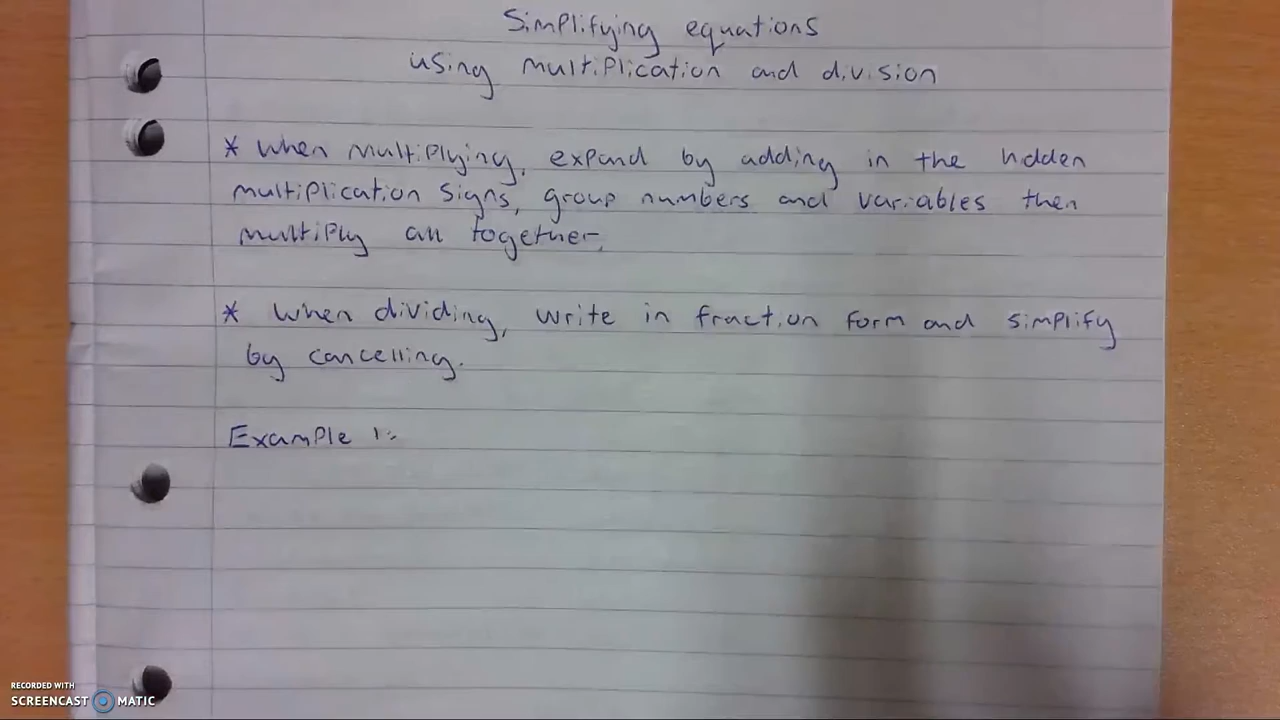 Simplifying equations
using multiplication and division
* when multiplying, expand by adding in the hidden
multiplication signs, group numbers and variables then
multiply all together.
* when dividing, write in fraction form and simplify
by cancelling.
Example 1:
RECORDED WITH
SCREENCAST MATIC